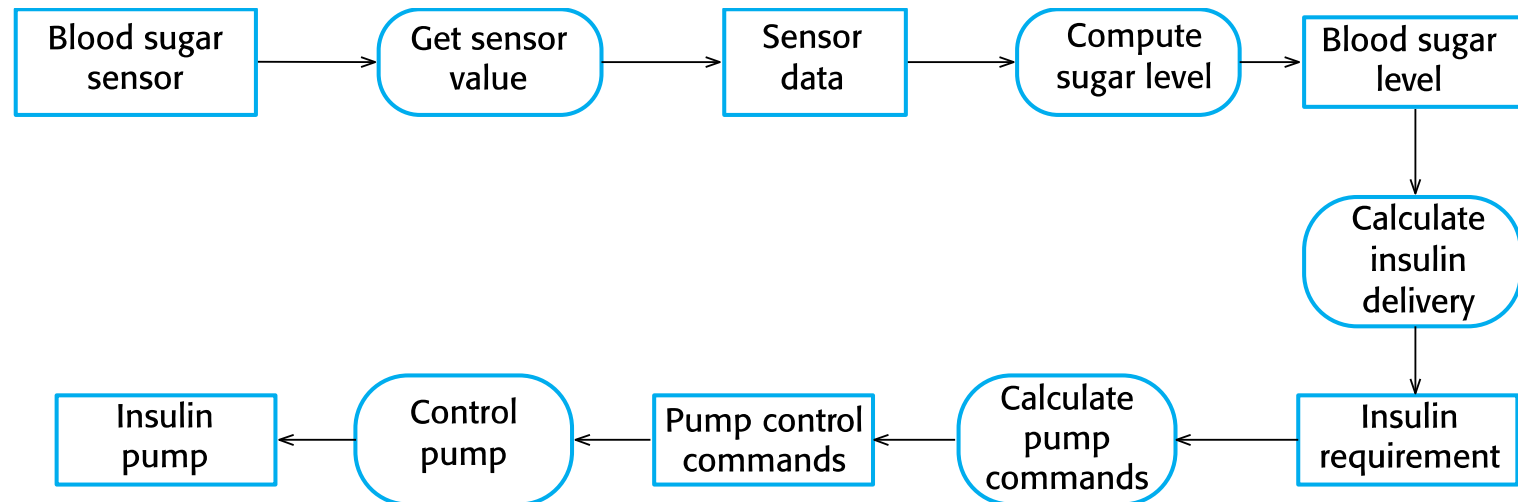 Blood sugar
sensor
Get sensor
value
Sensor
data
Compute
sugar level
Blood sugar
level
Calculate
insulin
delivery
Insulin
requirement
Calculate
pump
commands
Pump control
commands
Control
pump
Insulin
pump